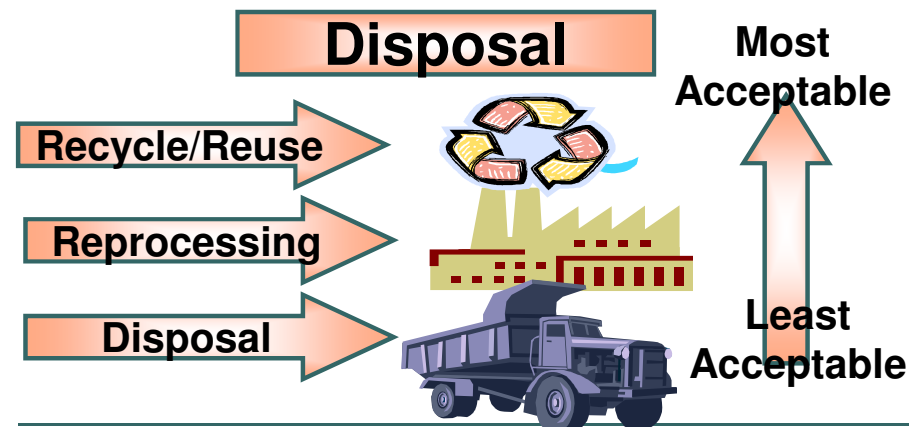 Disposal
Most
Acceptable
Recycle/Reuse
Reprocessing
Disposal
Least
Acceptable